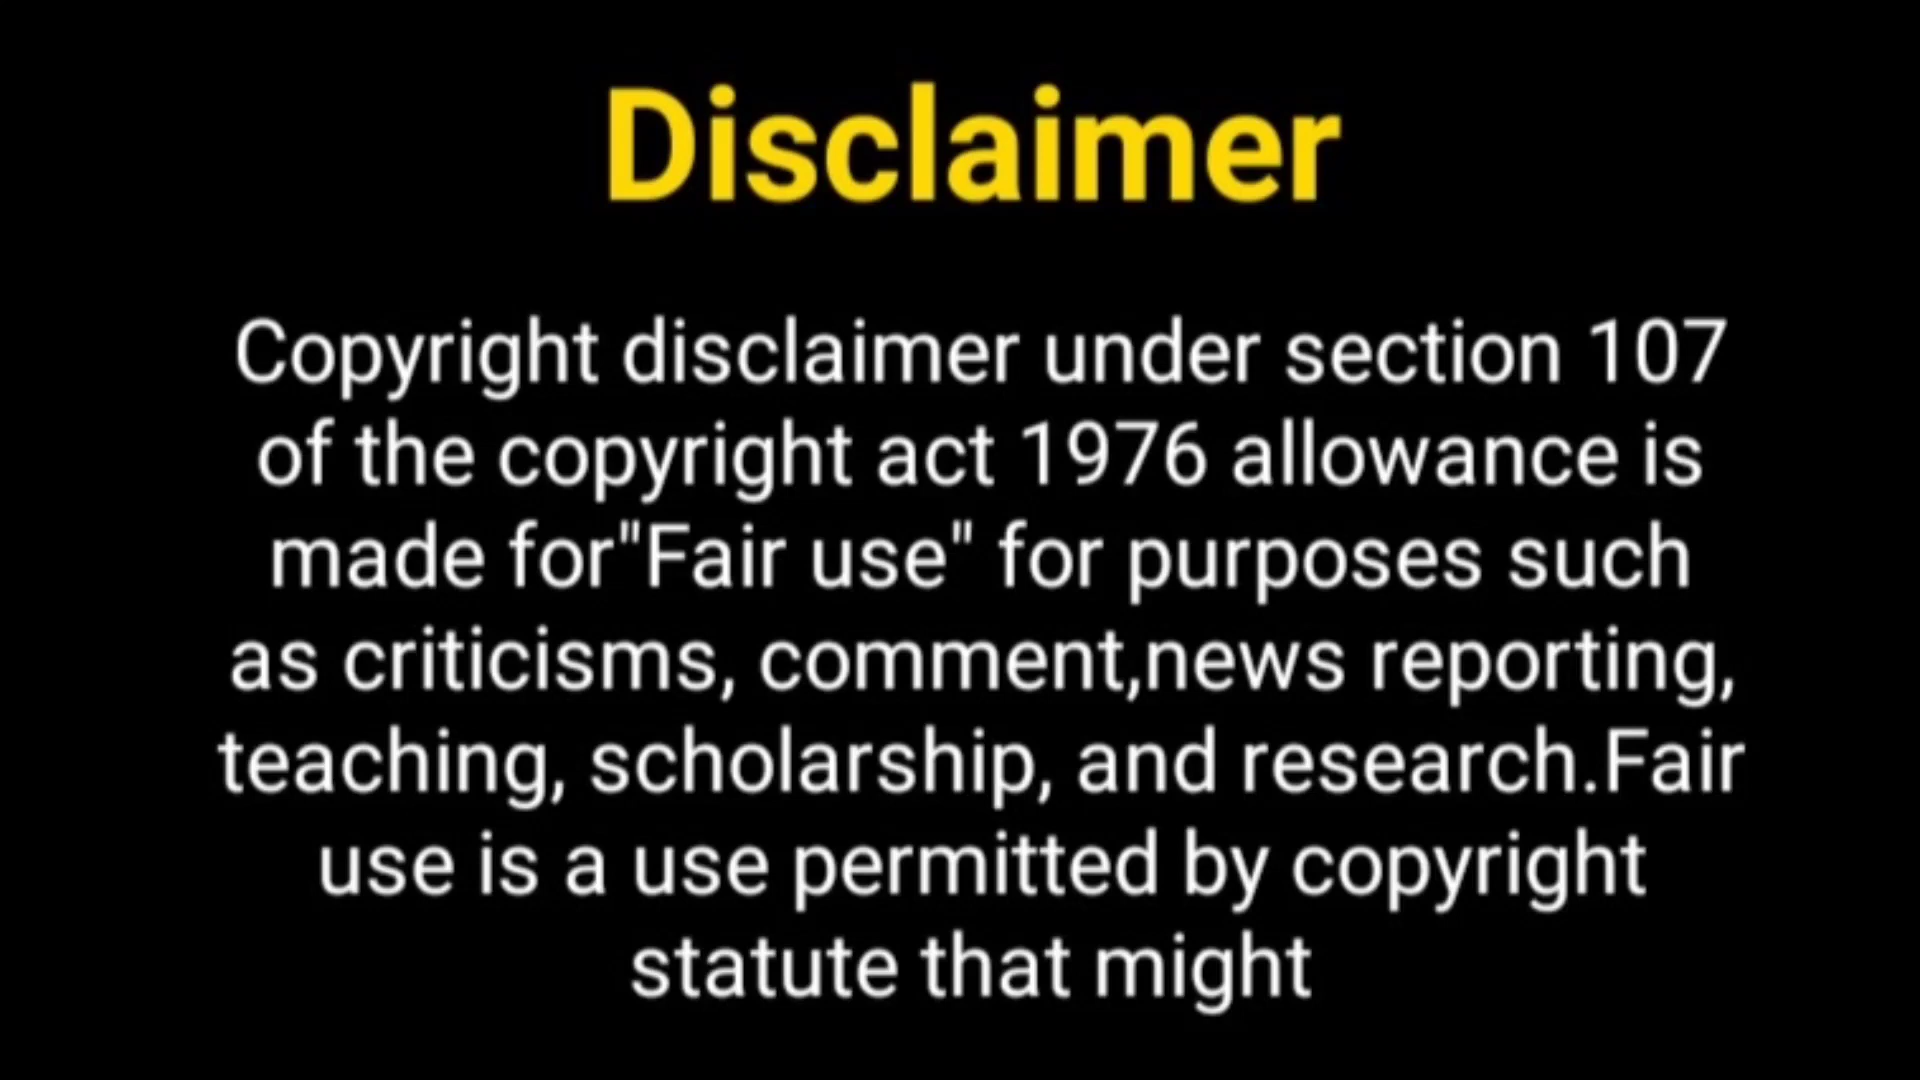 Disclaimer
Copyright disclaimer under section 107
of the copyright act 1976 allowance is
made for"Fair use" for purposes such
as criticisms, comment,news reporting,
teaching, scholarship, and research.Fair
use is a use permitted by copyright
statute that might